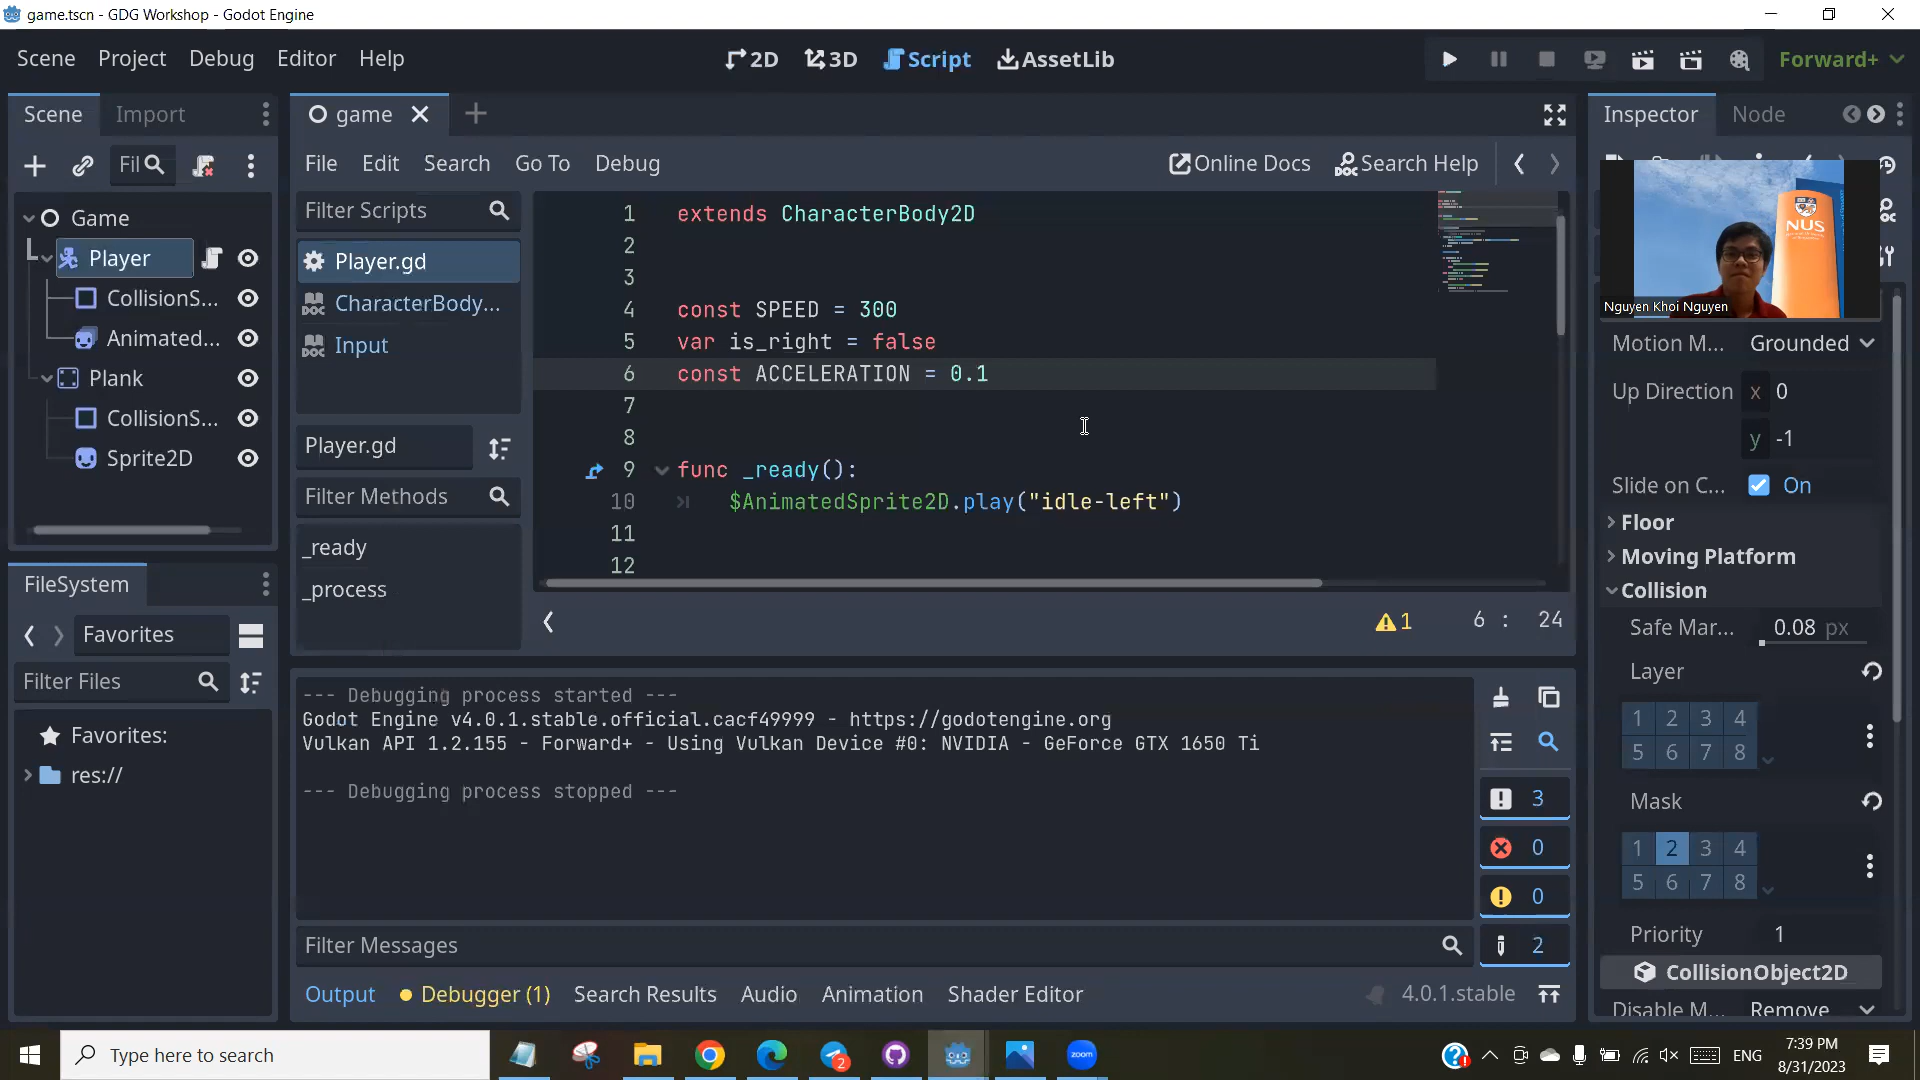 game.tscn - GDG Workshop - Godot Engine
Scene Project Debug Editor Help
2D 3D Script AssetLib
Forward+
Scene Import
Fil
Game
Player
CollisionS...
Animated...
Plank
CollisionS...
Sprite2D
FileSystem
Favorites
Filter Files
Favorites:
res://
game
File Edit Search Go To Debug
Online Docs Search Help
Filter Scripts
Player.gd
CharacterBody...
Input
Player.gd
Filter Methods
_ready
_process
1 extends CharacterBody2D
2
3
4 const SPEED = 300
5 var is_right = false
6 const ACCELERATION = 0.1
7
8
9 func _ready():
10 $AnimatedSprite2D.play("idle-left")
11
12
1 6 : 24
--- Debugging process started ---
Godot Engine v4.0.1.stable.official.cacf49999 - https://godotengine.org
Vulkan API 1.2.155 - Forward+ - Using Vulkan Device #0: NVIDIA - GeForce GTX 1650 Ti
--- Debugging process stopped ---
3
0
0
2
Filter Messages
Output Debugger (1) Search Results Audio Animation Shader Editor
4.0.1.stable
Inspector Node
NUS
Nguyen Khoi Nguyen
Motion M... Grounded
Up Direction x 0
y -1
Slide on C... On
Floor
Moving Platform
Collision
Safe Mar... 0.08 px
Layer
1 2 3 4
5 6 7 8
Mask
1 2 3 4
5 6 7 8
Priority 1
CollisionObject2D
Disable M... Remove
Type here to search
2
zoom
ENG
7:39 PM
8/31/2023